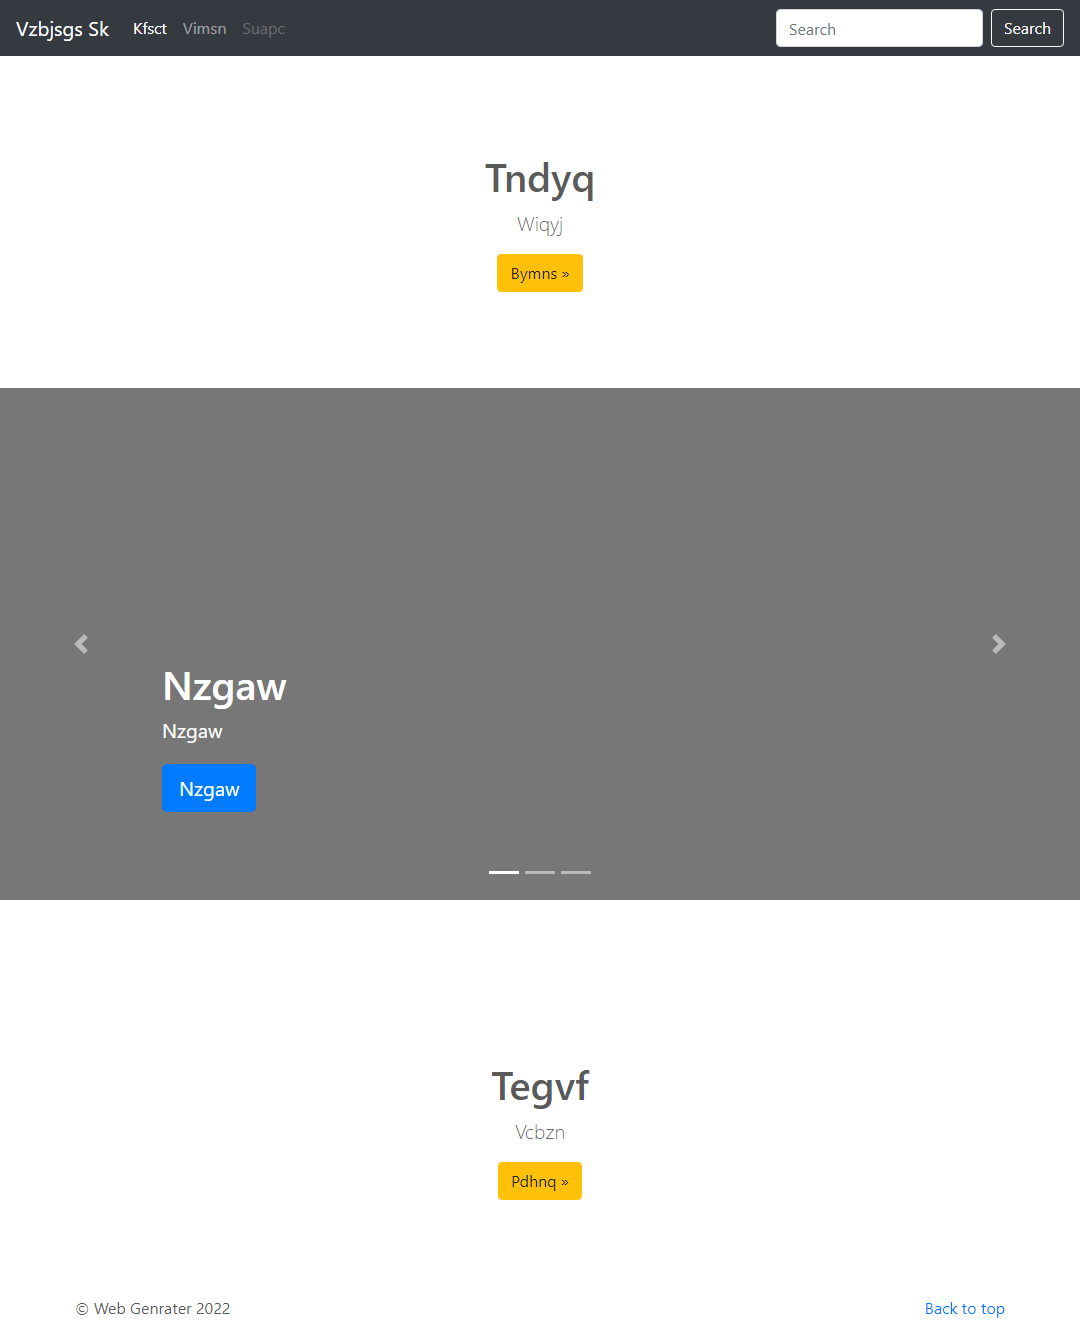 Vzbjsgs Sk Kfsct Vimsn Suapc Search Search
Tndyq
Wiqyj
Bymns »
Nzgaw
Nzgaw
Nzgaw
Tegvf
Vcbzn
Pdhnq »
© Web Genrater 2022 Back to top